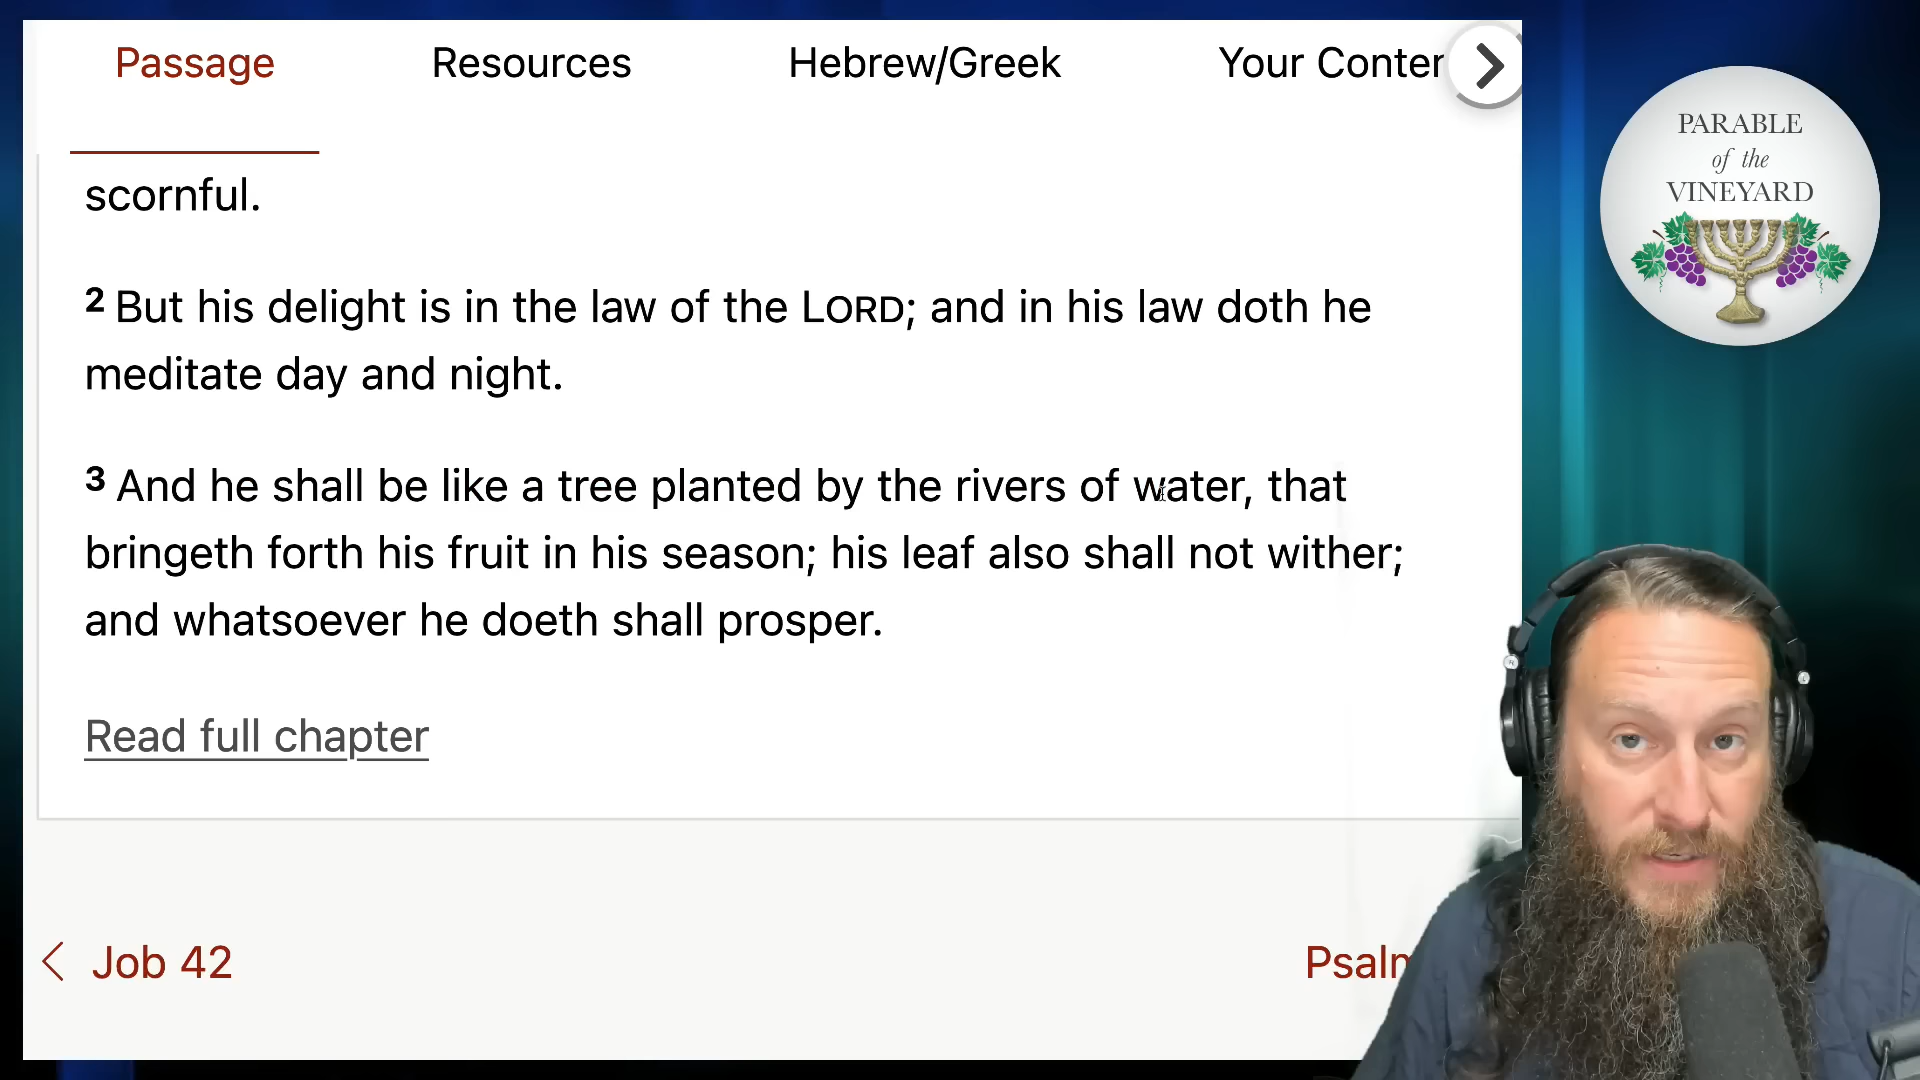 Passage Resources Hebrew/Greek Your Conten
PARABLE
of the
VINEYARD
scornful.
2 But his delight is in the law of the LORD; and in his law doth he
meditate day and night.
3 And he shall be like a tree planted by the rivers of water, that
bringeth forth his fruit in his season; his leaf also shall not wither;
and whatsoever he doeth shall prosper.
Read full chapter
Job 42
Psalm